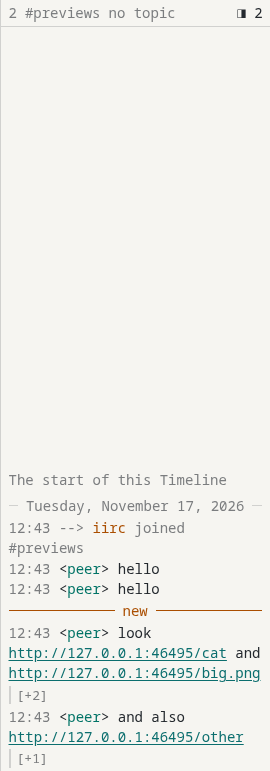 2 #previews no topic ◨ 2
The start of this Timeline
Tuesday, November 17, 2026
12:43 --> iirc joined
#previews
12:43 <peer> hello
12:43 <peer> hello
new
12:43 <peer> look
http://127.0.0.1:46495/cat and
http://127.0.0.1:46495/big.png
[+2]
12:43 <peer> and also
http://127.0.0.1:46495/other
[+1]